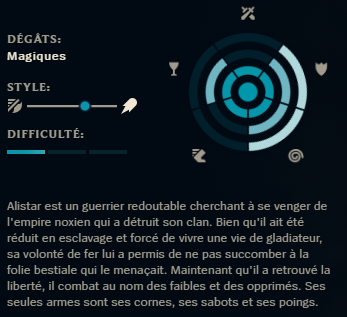 DÉGÂTS:
Magiques
STYLE:
DIFFICULTÉ:
Alistar est un guerrier redoutable cherchant à se venger de
l'empire noxien qui a détruit son clan. Bien qu'il ait été
réduit en esclavage et forcé de vivre une vie de gladiateur,
sa volonté de fer lui a permis de ne pas succomber à la
folie bestiale qui le menaçait. Maintenant qu'il a retrouvé la
liberté, il combat au nom des faibles et des opprimés. Ses
seules armes sont ses cornes, ses sabots et ses poings.